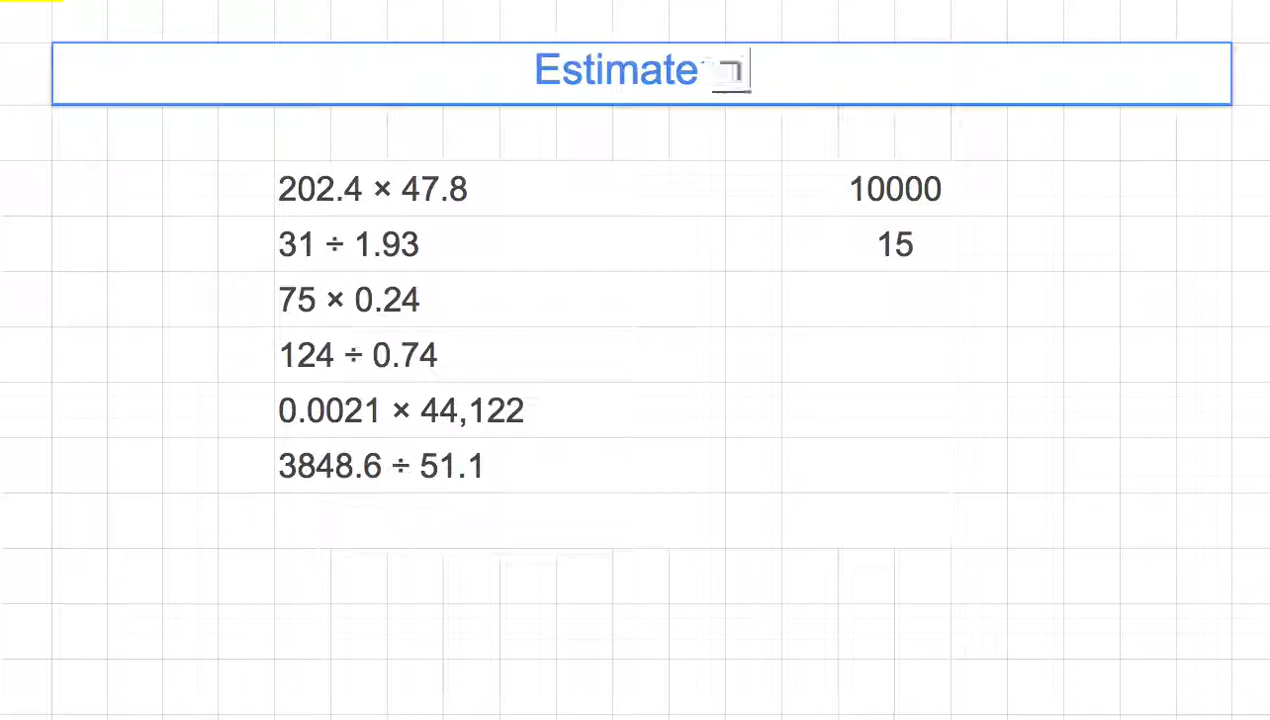 Estimate
202.4 × 47.8 10000
31 ÷ 1.93 15
75 × 0.24
124 ÷ 0.74
0.0021 × 44,122
3848.6 ÷ 51.1